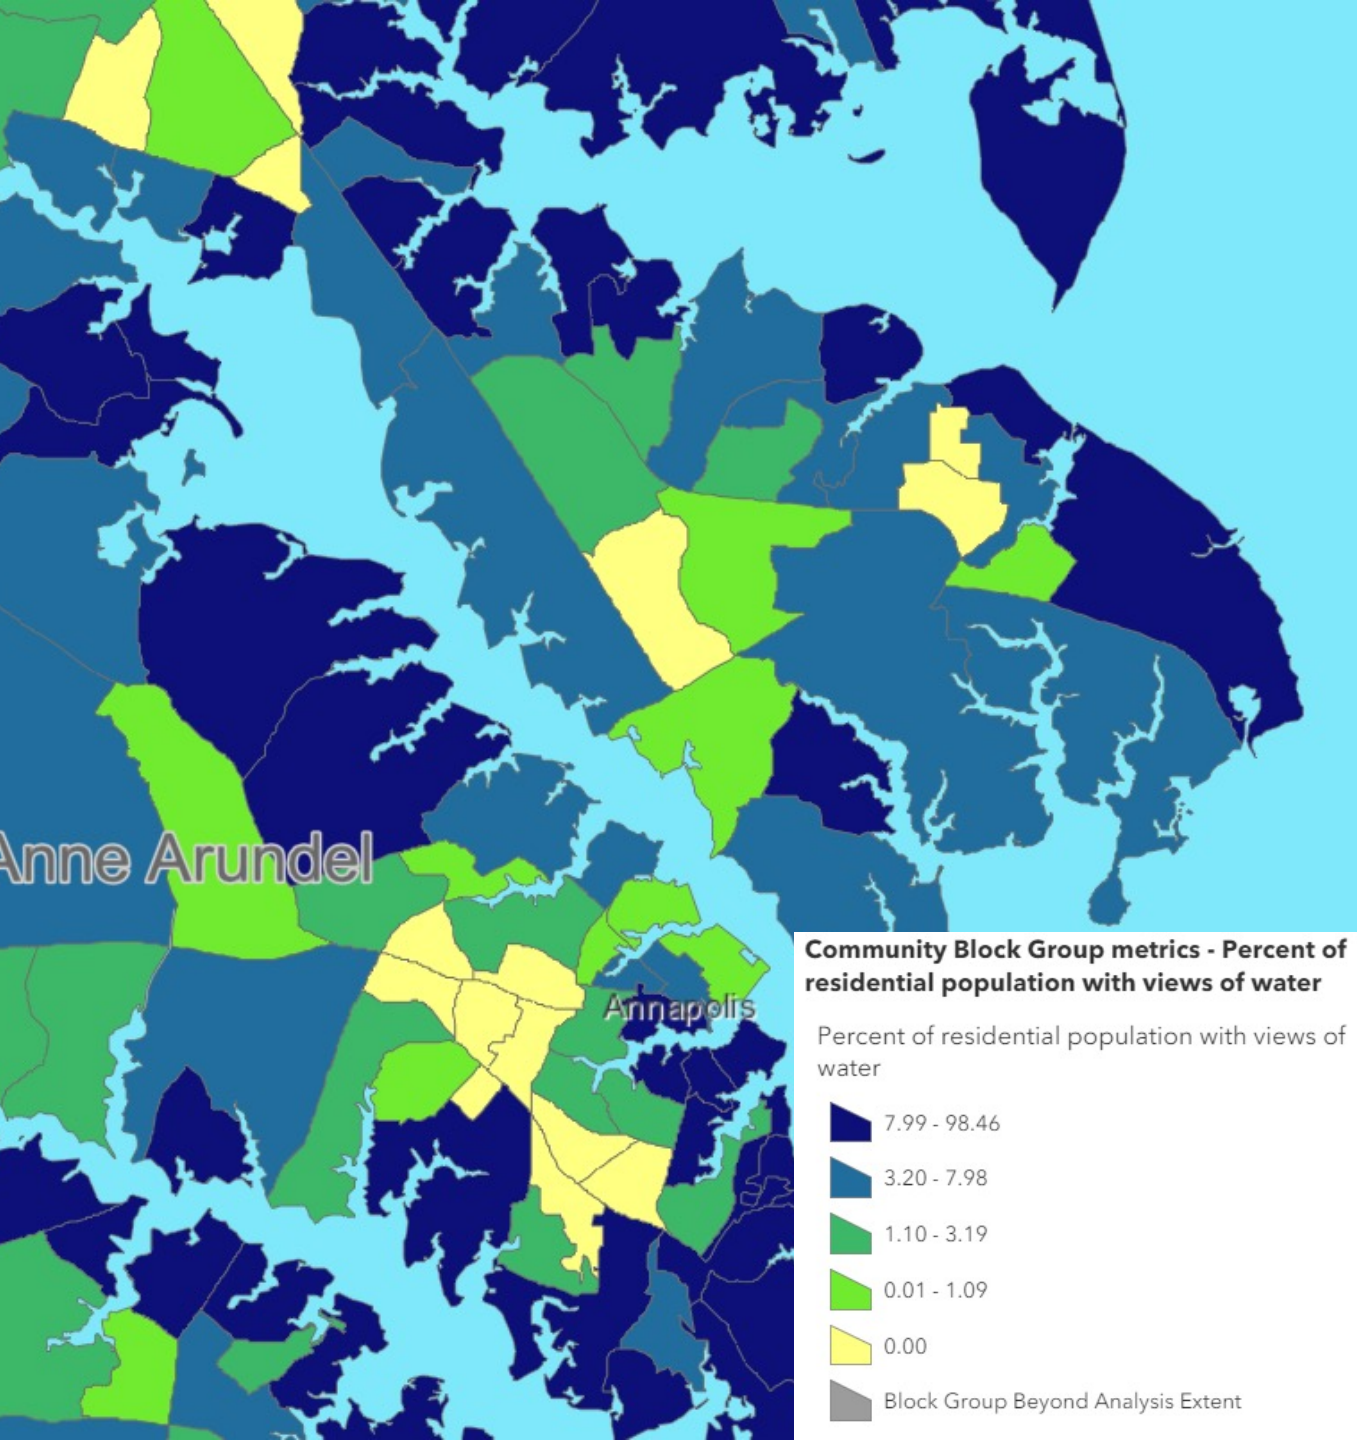 Anne Arundel
Annapolis
Community Block Group metrics - Percent of
residential population with views of water
Percent of residential population with views of
water
7.99 - 98.46
3.20 - 7.98
1.10 - 3.19
0.01 - 1.09
0.00
Block Group Beyond Analysis Extent